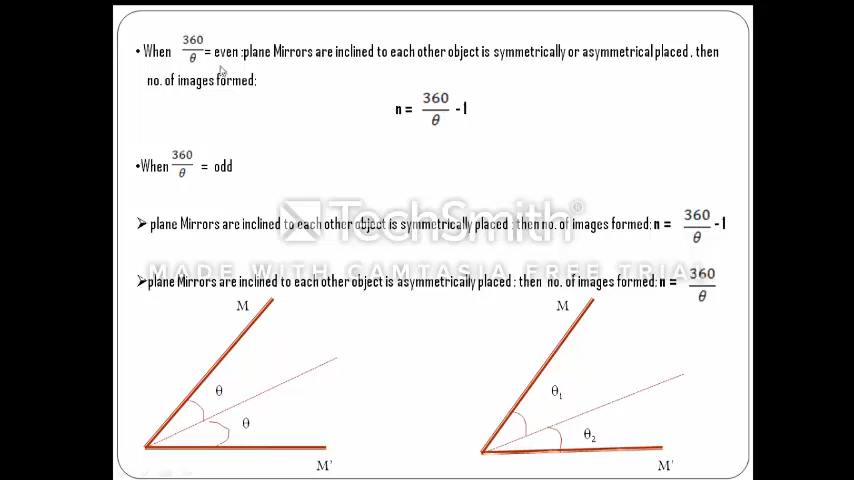 • When 360/θ = even ;plane Mirrors are inclined to each other object is symmetrically or asymmetrical placed , then
no. of images formed;
n = 360/θ - 1
•When 360/θ = odd
➢ plane Mirrors are inclined to each other object is symmetrically placed ; then no. of images formed; n = 360/θ - 1
TechSmith®
MADE WITH CAMTASIA FREE TRIAL
➢plane Mirrors are inclined to each other object is asymmetrically placed ; then no. of images formed; n = 360/θ
M M
θ θ1
θ θ2
M' M'